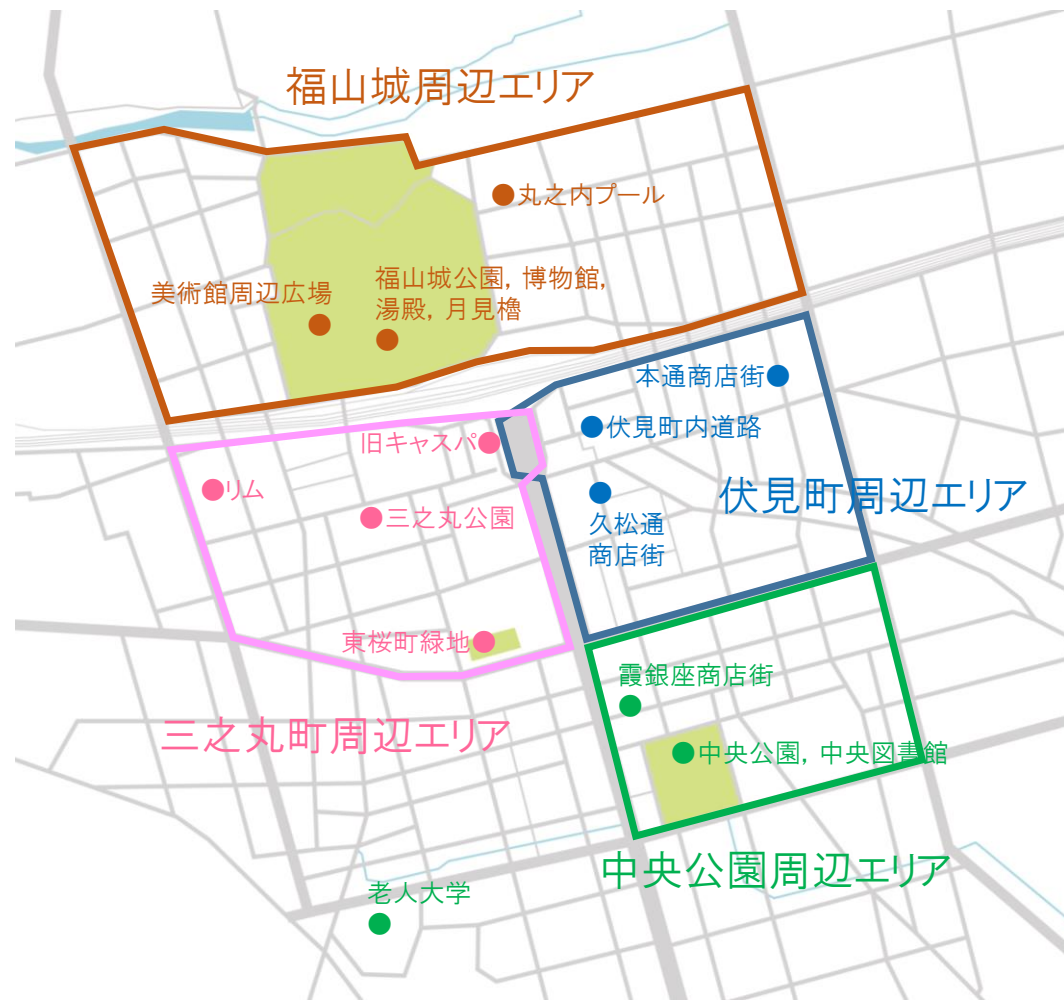 福山城周辺エリア
丸之内プール
美術館周辺広場
福山城公園, 博物館,
湯殿, 月見櫓
本通商店街
伏見町内道路
旧キャスパ
リム
三之丸公園
伏見町周辺エリア
久松通
商店街
東桜町緑地
霞銀座商店街
三之丸町周辺エリア
中央公園, 中央図書館
中央公園周辺エリア
老人大学